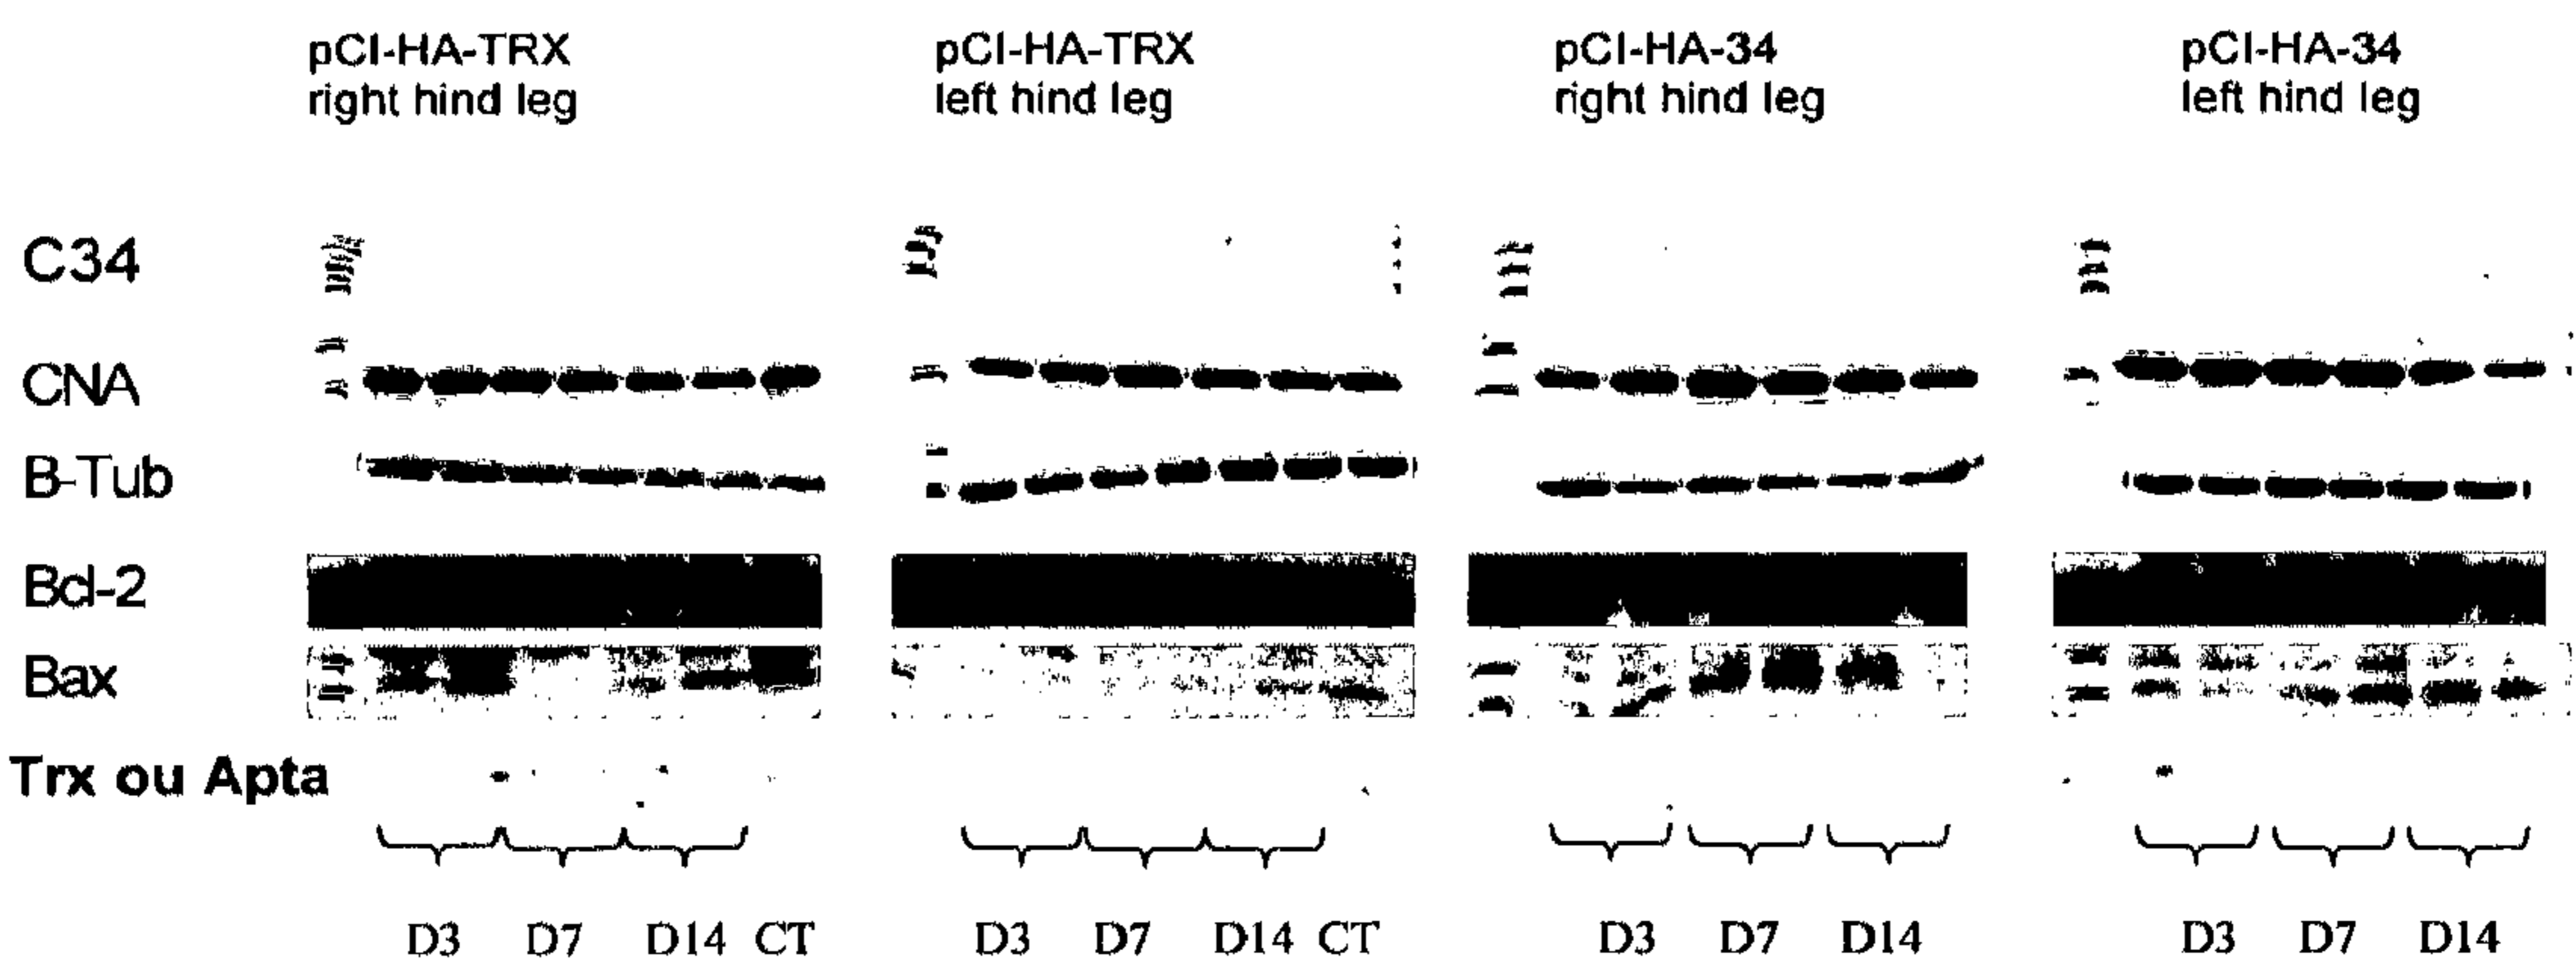 pCI-HA-TRX
right hind leg
pCI-HA-TRX
left hind leg
pCI-HA-34
right hind leg
pCI-HA-34
left hind leg
C34
CNA
B-Tub
Bcl-2
Bax
Trx ou Apta
D3 D7 D14 CT
D3 D7 D14 CT
D3 D7 D14
D3 D7 D14